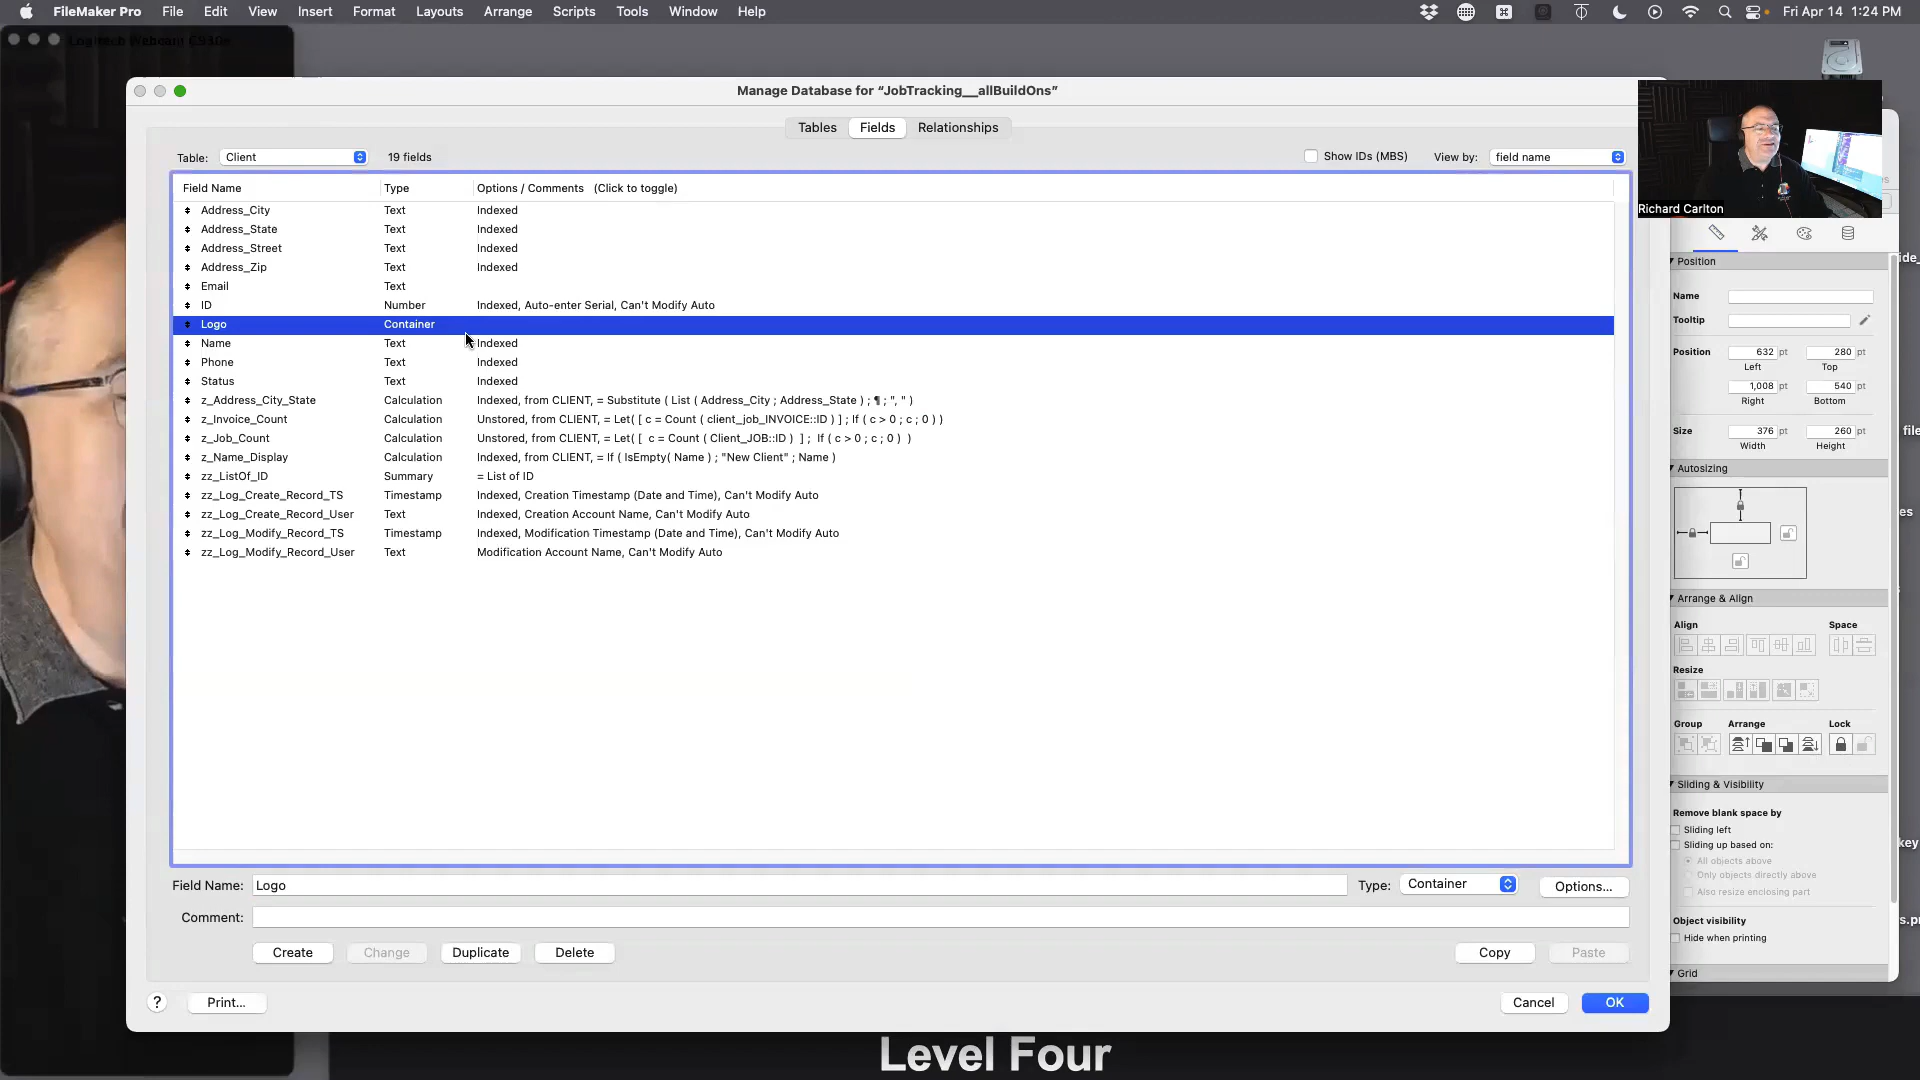 FileMaker Pro File Edit View Insert Format Layouts Arrange Scripts Tools Window Help Fri Apr 14 1:24 PM
Logitech Webcam C930e
Manage Database for “JobTracking__allBuildOns”
Tables Fields Relationships
Table: Client 19 fields Show IDs (MBS) View by: field name
Field Name Type Options / Comments (Click to toggle)
Address_City Text Indexed
Address_State Text Indexed
Address_Street Text Indexed
Address_Zip Text Indexed
Email Text
ID Number Indexed, Auto-enter Serial, Can't Modify Auto
Logo Container
Name Text Indexed
Phone Text Indexed
Status Text Indexed
z_Address_City_State Calculation Indexed, from CLIENT, = Substitute ( List ( Address_City ; Address_State ) ; ¶ ; ", " )
z_Invoice_Count Calculation Unstored, from CLIENT, = Let( [ c = Count ( client_job_INVOICE::ID ) ] ; If ( c > 0 ; c ; 0 ) )
z_Job_Count Calculation Unstored, from CLIENT, = Let( [ c = Count ( Client_JOB::ID ) ] ; If ( c > 0 ; c ; 0 ) )
z_Name_Display Calculation Indexed, from CLIENT, = If ( IsEmpty( Name ) ; "New Client" ; Name )
zz_ListOf_ID Summary = List of ID
zz_Log_Create_Record_TS Timestamp Indexed, Creation Timestamp (Date and Time), Can't Modify Auto
zz_Log_Create_Record_User Text Indexed, Creation Account Name, Can't Modify Auto
zz_Log_Modify_Record_TS Timestamp Indexed, Modification Timestamp (Date and Time), Can't Modify Auto
zz_Log_Modify_Record_User Text Modification Account Name, Can't Modify Auto
Field Name: Logo Type: Container Options...
Comment:
Create Change Duplicate Delete Copy Paste
? Print... Cancel OK
Richard Carlton
Position
Name
Tooltip
Position 632 pt 280 pt
Left Top
1,008 pt 540 pt
Right Bottom
Size 376 pt 260 pt
Width Height
Autosizing
Arrange & Align
Align Space
Resize
Group Arrange Lock
Sliding & Visibility
Remove blank space by
Sliding left
Sliding up based on:
All objects above
Only objects directly above
Also resize enclosing part
Object visibility
Hide when printing
Grid
Level Four